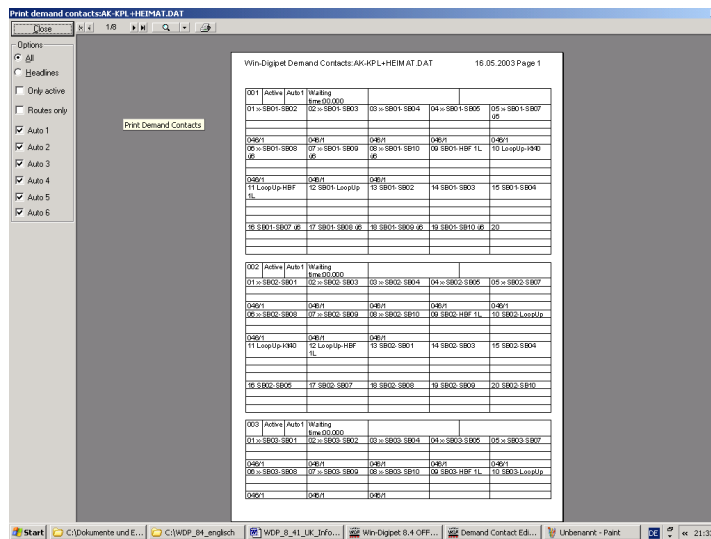 Print demand contacts:AK-KPL+HEIMAT.DAT
Close
1/8
Options
All
Headlines
Only active
Routes only
Auto 1
Auto 2
Auto 3
Auto 4
Auto 5
Auto 6
Print Demand Contacts
Win-Digipet Demand Contacts:AK-KPL+HEIMAT.DAT 16.05.2003 Page 1
001 Active Auto1 Waiting
time:00.000
01 >> SB01-SB02 02 >> SB01-SB03 03 >> SB01-SB04 04 >> SB01-SB05 05 >> SB01-SB07
ú6
046/1 046/1 046/1 046/1 046/1
06 >> SB01-SB08 07 >> SB01-SB09 08 >> SB01-SB10 09 SB01-HBF 1L 10 LoopUp-KM40
ú6 ú6 ú6
046/1 046/1 046/1
11 LoopUp-HBF 12 SB01-LoopUp 13 SB01-SB02 14 SB01-SB03 15 SB01-SB04
1L
16 SB01-SB07 ú6 17 SB01-SB08 ú6 18 SB01-SB09 ú6 19 SB01-SB10 ú6 20
002 Active Auto1 Waiting
time:00.000
01 >> SB02-SB01 02 >> SB02-SB03 03 >> SB02-SB04 04 >> SB02-SB05 05 >> SB02-SB07
046/1 046/1 046/1 046/1 046/1
06 >> SB02-SB08 07 >> SB02-SB09 08 >> SB02-SB10 09 SB02-HBF 1L 10 SB02-LoopUp
046/1 046/1 046/1
11 LoopUp-KM40 12 LoopUp-HBF 13 SB02-SB01 14 SB02-SB03 15 SB02-SB04
1L
16 SB02-SB05 17 SB02-SB07 18 SB02-SB08 19 SB02-SB09 20 SB02-SB10
003 Active Auto1 Waiting
time:00.000
01 >> SB03-SB01 02 >> SB03-SB02 03 >> SB03-SB04 04 >> SB03-SB05 05 >> SB03-SB07
046/1 046/1 046/1 046/1 046/1
06 >> SB03-SB08 07 >> SB03-SB09 08 >> SB03-SB10 09 SB03-HBF 1L 10 SB03-LoopUp
046/1 046/1 046/1
Start C:\Dokumente und E... C:\WDP_84_englisch WDP_8_41_UK_Info... Win-Digipet 8.4 OFF... Demand Contact Edi... Unbenannt - Paint DE « 21:3